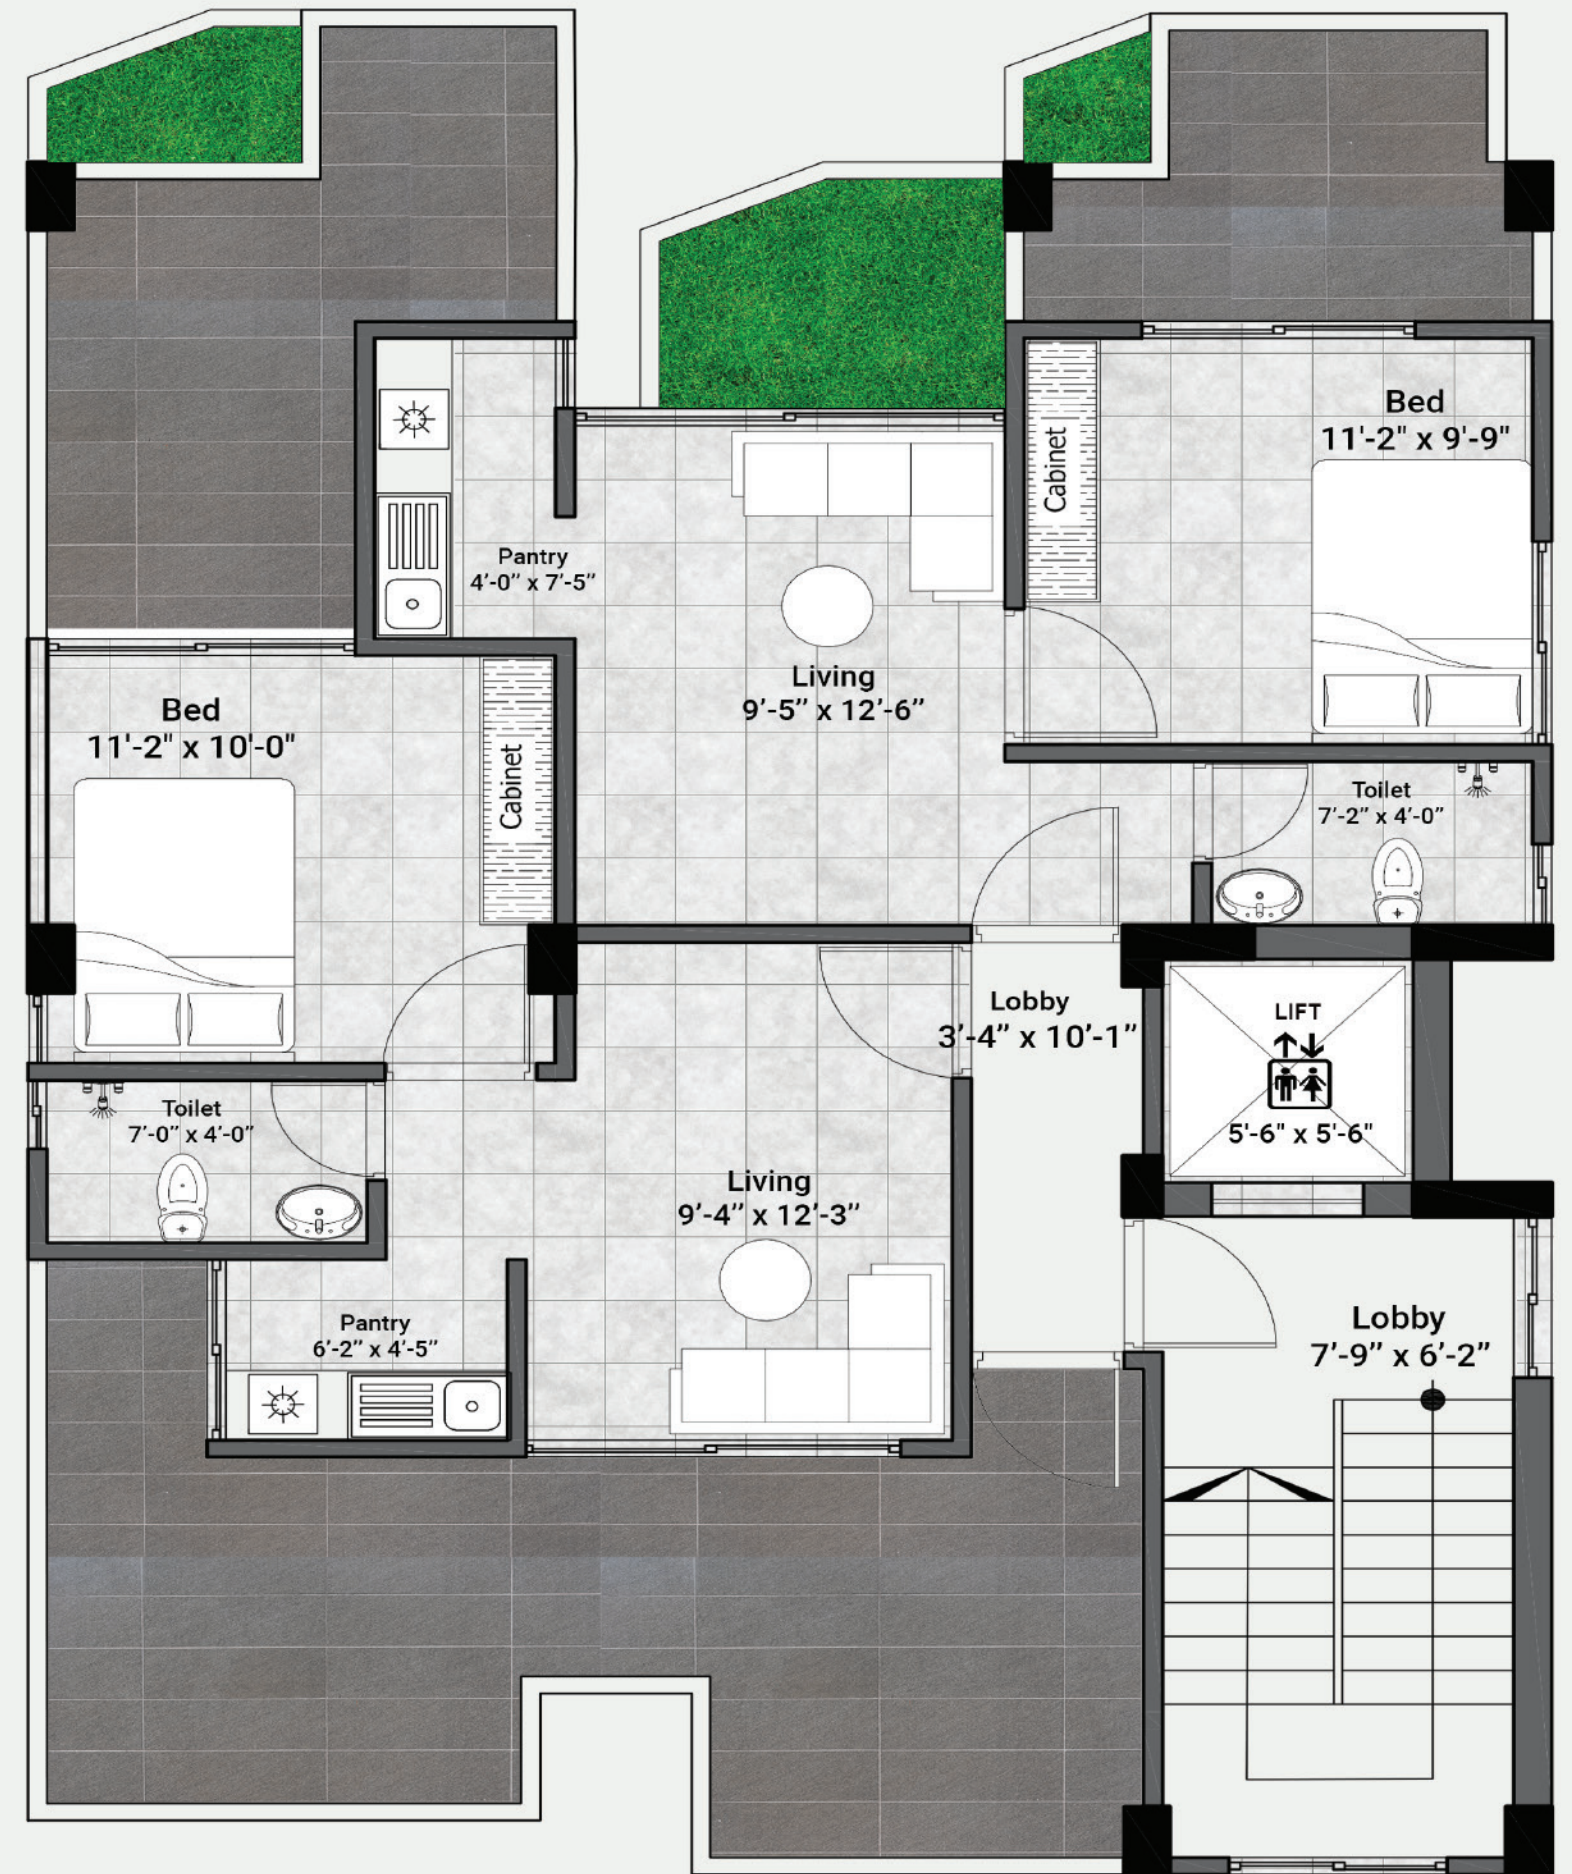 Bed
11'-2" x 9'-9"
Cabinet
Pantry
4'-0” x 7'-5”
Living
9'-5” x 12'-6”
Bed
11'-2" x 10'-0"
Cabinet
Toilet
7'-2” x 4'-0”
Lobby
3'-4” x 10'-1”
LIFT
5'-6" x 5'-6"
Toilet
7'-0” x 4'-0”
Living
9'-4” x 12'-3”
Pantry
6'-2” x 4'-5”
Lobby
7'-9” x 6'-2”